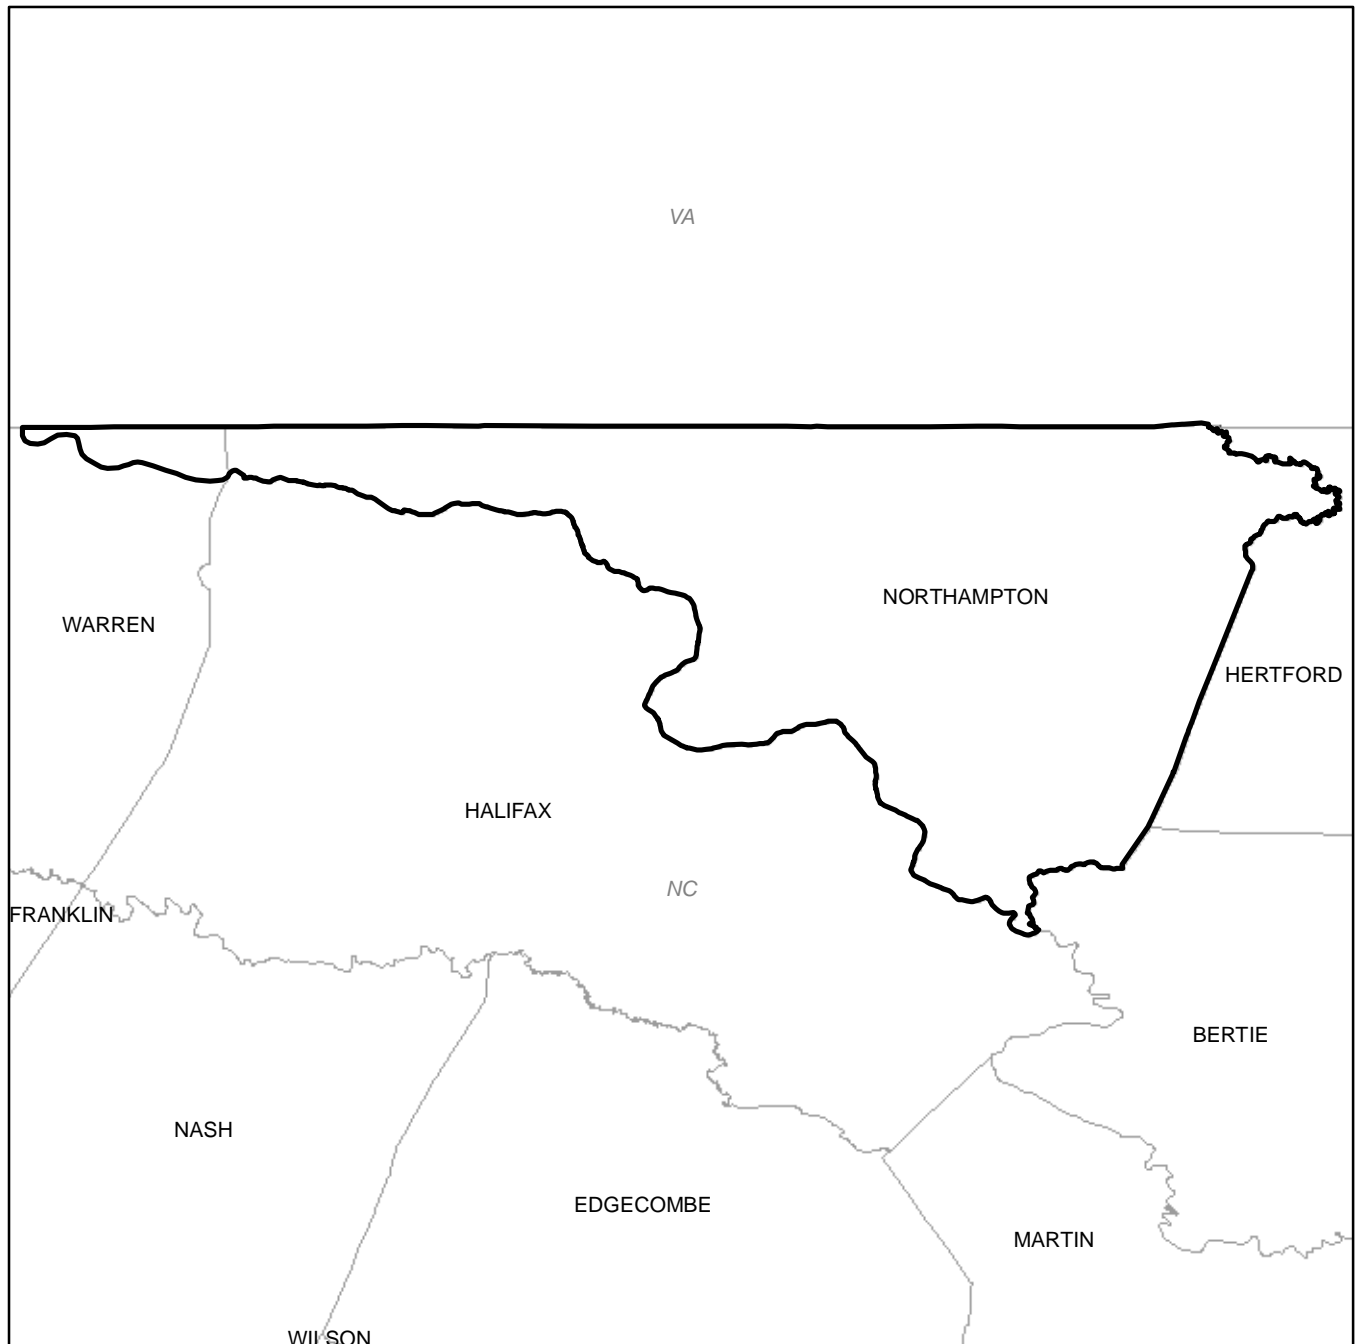 VA
NORTHAMPTON
WARREN
HERTFORD
HALIFAX
NC
FRANKLIN
BERTIE
NASH
EDGECOMBE
MARTIN
WILSON